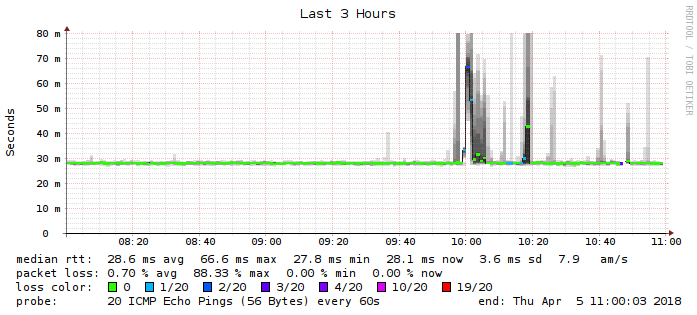 Last 3 Hours
RRDTOOL / TOBI OETIKER
Seconds
80 m
70 m
60 m
50 m
40 m
30 m
20 m
10 m
0
08:20 08:40 09:00 09:20 09:40 10:00 10:20 10:40 11:00
median rtt: 28.6 ms avg 66.6 ms max 27.8 ms min 28.1 ms now 3.6 ms sd 7.9 am/s
packet loss: 0.70 % avg 88.33 % max 0.00 % min 0.00 % now
loss color: 0 1/20 2/20 3/20 4/20 10/20 19/20
probe: 20 ICMP Echo Pings (56 Bytes) every 60s end: Thu Apr 5 11:00:03 2018